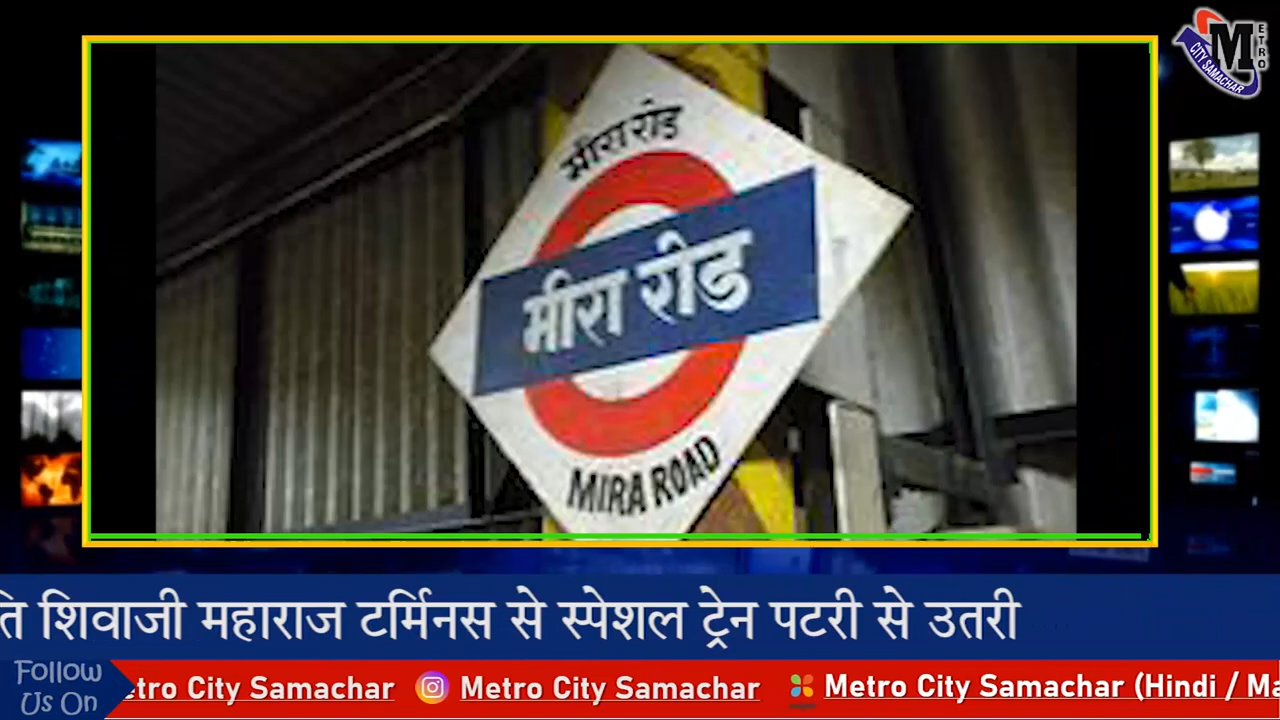 METRO
CITY SAMACHAR
मीरा रोड
मीरा रोड
MIRA ROAD
ति शिवाजी महाराज टर्मिनस से स्पेशल ट्रेन पटरी से उतरी
Follow Us On
etro City Samachar Metro City Samachar Metro City Samachar (Hindi / Ma